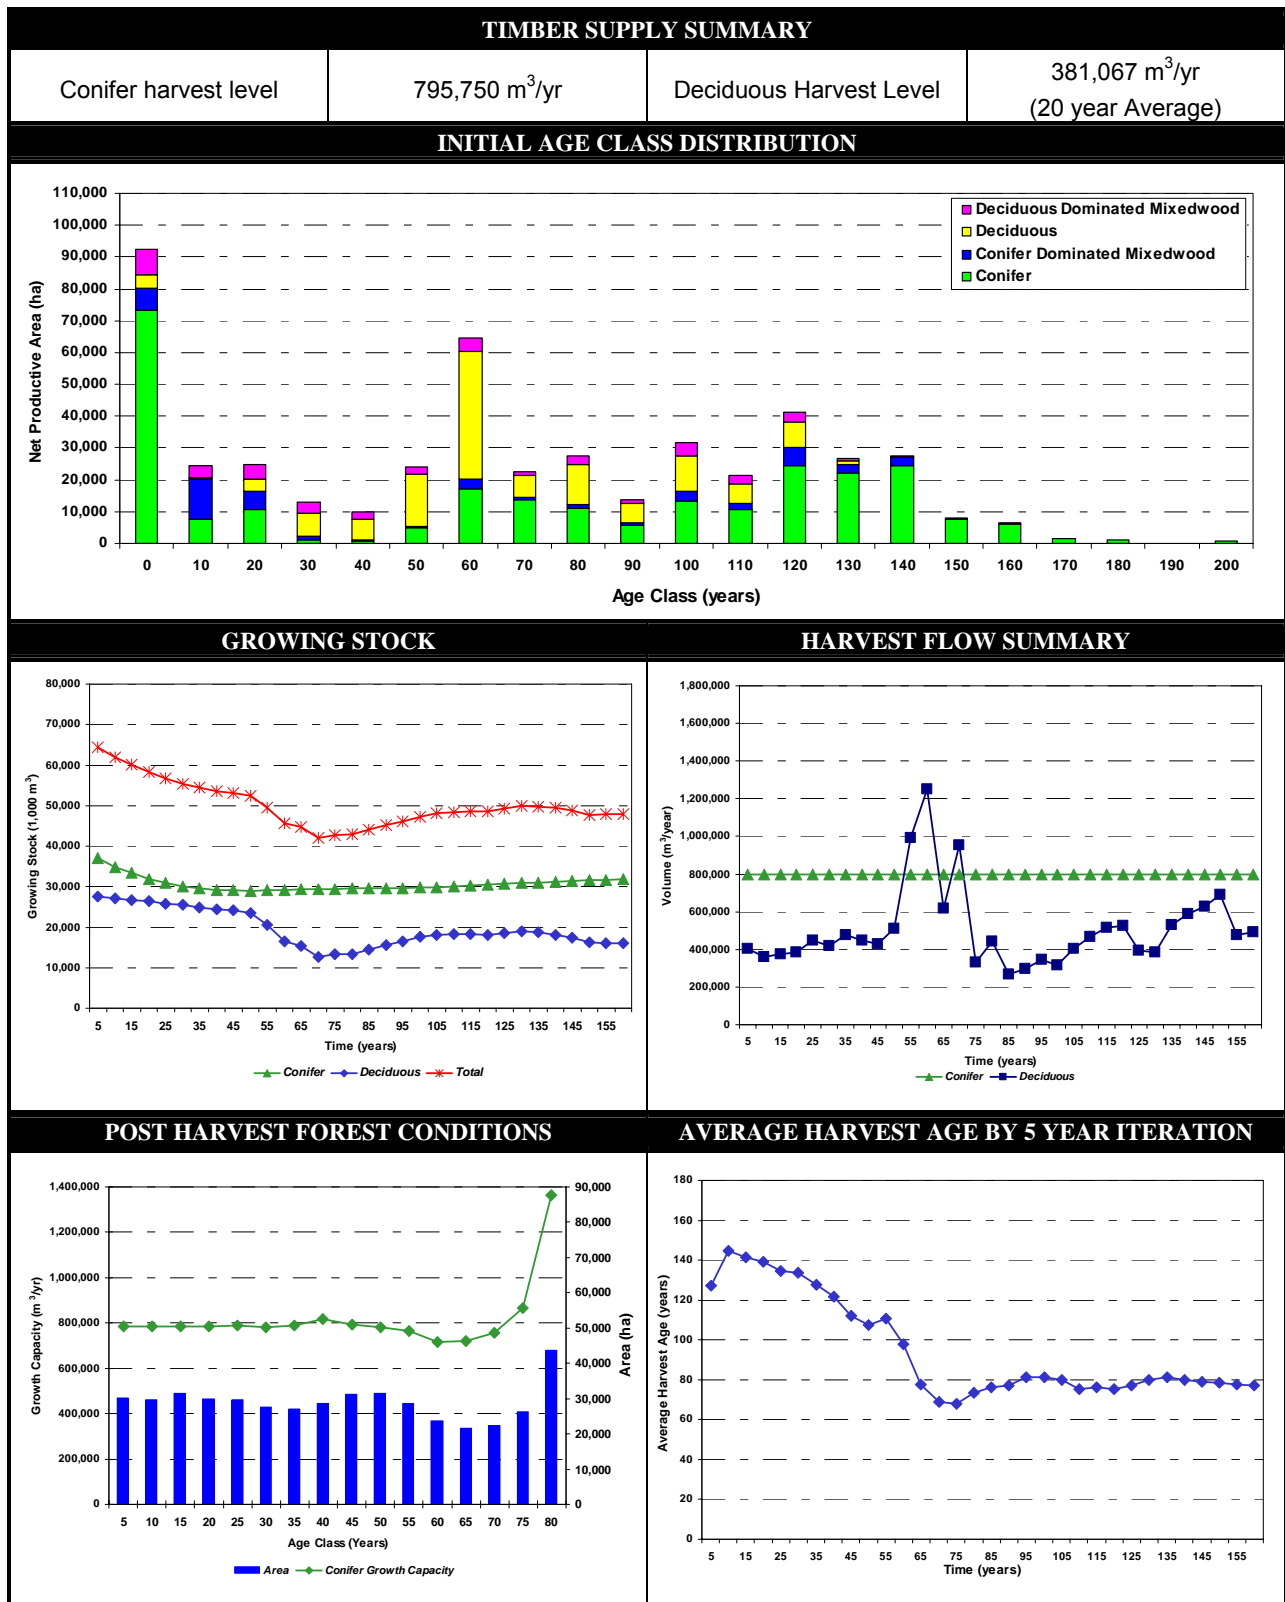 TIMBER SUPPLY SUMMARY
Conifer harvest level
795,750 m³/yr
Deciduous Harvest Level
381,067 m³/yr
(20 year Average)
INITIAL AGE CLASS DISTRIBUTION
110,000
100,000
90,000
80,000
70,000
60,000
50,000
40,000
30,000
20,000
10,000
0
Net Productive Area (ha)
Deciduous Dominated Mixedwood
Deciduous
Conifer Dominated Mixedwood
Conifer
0 10 20 30 40 50 60 70 80 90 100 110 120 130 140 150 160 170 180 190 200
Age Class (years)
GROWING STOCK
80,000
70,000
60,000
50,000
40,000
30,000
20,000
10,000
0
Growing Stock (1,000 m³)
5 15 25 35 45 55 65 75 85 95 105 115 125 135 145 155
Time (years)
Conifer Deciduous Total
HARVEST FLOW SUMMARY
1,800,000
1,600,000
1,400,000
1,200,000
1,000,000
800,000
600,000
400,000
200,000
0
Volume (m³/year)
5 15 25 35 45 55 65 75 85 95 105 115 125 135 145 155
Time (years)
Conifer Deciduous
POST HARVEST FOREST CONDITIONS
1,400,000
1,200,000
1,000,000
800,000
600,000
400,000
200,000
0
Growth Capacity (m³/yr)
90,000
80,000
70,000
60,000
50,000
40,000
30,000
20,000
10,000
0
Area (ha)
5 10 15 20 25 30 35 40 45 50 55 60 65 70 75 80
Age Class (Years)
Area Conifer Growth Capacity
AVERAGE HARVEST AGE BY 5 YEAR ITERATION
180
160
140
120
100
80
60
40
20
0
Average Harvest Age (years)
5 15 25 35 45 55 65 75 85 95 105 115 125 135 145 155
Time (years)